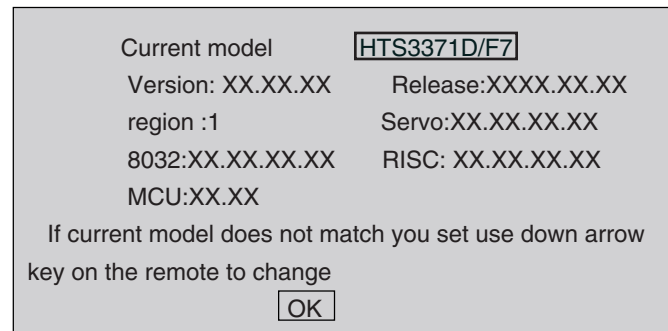 Current model HTS3371D/F7
Version: XX.XX.XX Release:XXXX.XX.XX
region :1 Servo:XX.XX.XX.XX
8032:XX.XX.XX.XX RISC: XX.XX.XX.XX
MCU:XX.XX
If current model does not match you set use down arrow
key on the remote to change
OK